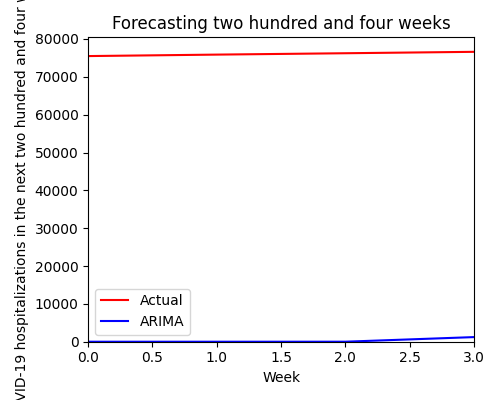 Forecasting two hundred and four weeks
VID-19 hospitalizations in the next two hundred and four
80000
70000
60000
50000
40000
30000
20000
10000
0
Actual
ARIMA
0.0 0.5 1.0 1.5 2.0 2.5 3.0
Week